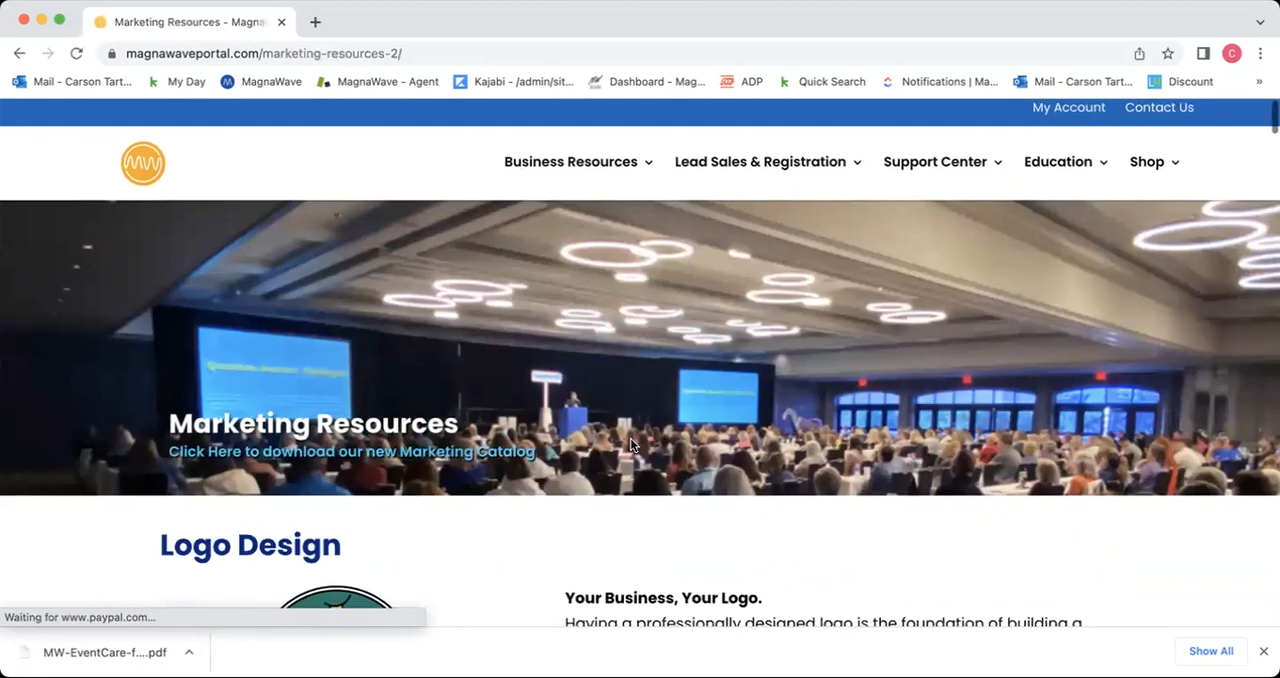 Marketing Resources - Magna
magnawaveportal.com/marketing-resources-2/
C
Mail - Carson Tart... My Day MagnaWave MagnaWave - Agent Kajabi - /admin/sit... Dashboard - Mag... ADP Quick Search Notifications | Ma... Mail - Carson Tart... Discount »
My Account Contact Us
MW Business Resources Lead Sales & Registration Support Center Education Shop
Marketing Resources
Click Here to download our new Marketing Catalog
Logo Design
Your Business, Your Logo.
Having a professionally designed logo is the foundation of building a
Waiting for www.paypal.com...
MW-EventCare-f....pdf Show All